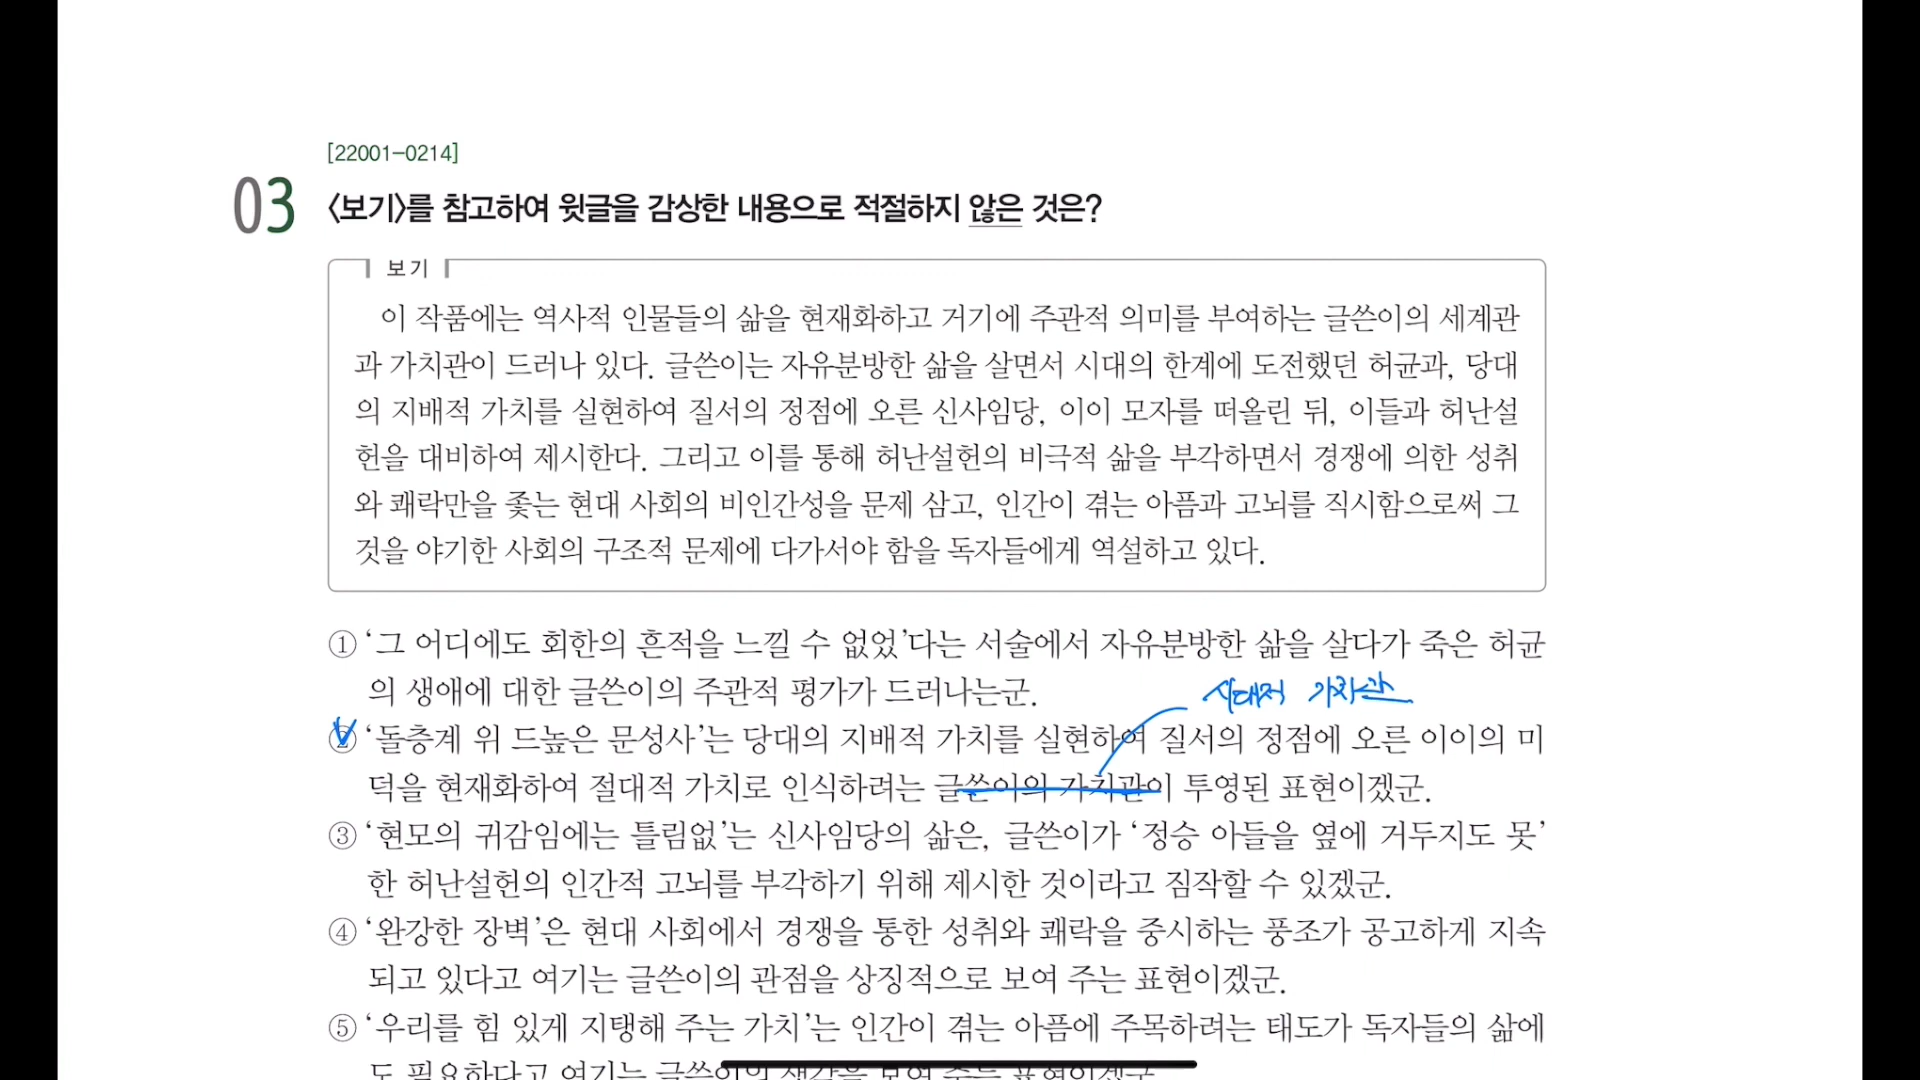 [22001-0214]
03 <보기>를 참고하여 윗글을 감상한 내용으로 적절하지 않은 것은?
보기
이 작품에는 역사적 인물들의 삶을 현재화하고 거기에 주관적 의미를 부여하는 글쓴이의 세계관
과 가치관이 드러나 있다. 글쓴이는 자유분방한 삶을 살면서 시대의 한계에 도전했던 허균과, 당대
의 지배적 가치를 실현하여 질서의 정점에 오른 신사임당, 이이 모자를 떠올린 뒤, 이들과 허난설
헌을 대비하여 제시한다. 그리고 이를 통해 허난설헌의 비극적 삶을 부각하면서 경쟁에 의한 성취
와 쾌락만을 좇는 현대 사회의 비인간성을 문제 삼고, 인간이 겪는 아픔과 고뇌를 직시함으로써 그
것을 야기한 사회의 구조적 문제에 다가서야 함을 독자들에게 역설하고 있다.
① ‘그 어디에도 회한의 흔적을 느낄 수 없었’다는 서술에서 자유분방한 삶을 살다가 죽은 허균
의 생애에 대한 글쓴이의 주관적 평가가 드러나는군.
시대적 가치관
② ‘돌층계 위 드높은 문성사’는 당대의 지배적 가치를 실현하여 질서의 정점에 오른 이이의 미
덕을 현재화하여 절대적 가치로 인식하려는 글쓴이의 가치관이 투영된 표현이겠군.
③ ‘현모의 귀감임에는 틀림없’는 신사임당의 삶은, 글쓴이가 ‘정승 아들을 옆에 거두지도 못’
한 허난설헌의 인간적 고뇌를 부각하기 위해 제시한 것이라고 짐작할 수 있겠군.
④ ‘완강한 장벽’은 현대 사회에서 경쟁을 통한 성취와 쾌락을 중시하는 풍조가 공고하게 지속
되고 있다고 여기는 글쓴이의 관점을 상징적으로 보여 주는 표현이겠군.
⑤ ‘우리를 힘 있게 지탱해 주는 가치’는 인간이 겪는 아픔에 주목하려는 태도가 독자들의 삶에
도 필요하다고 여기는 글쓴이의 생각을 보여 주는 표현이겠군.